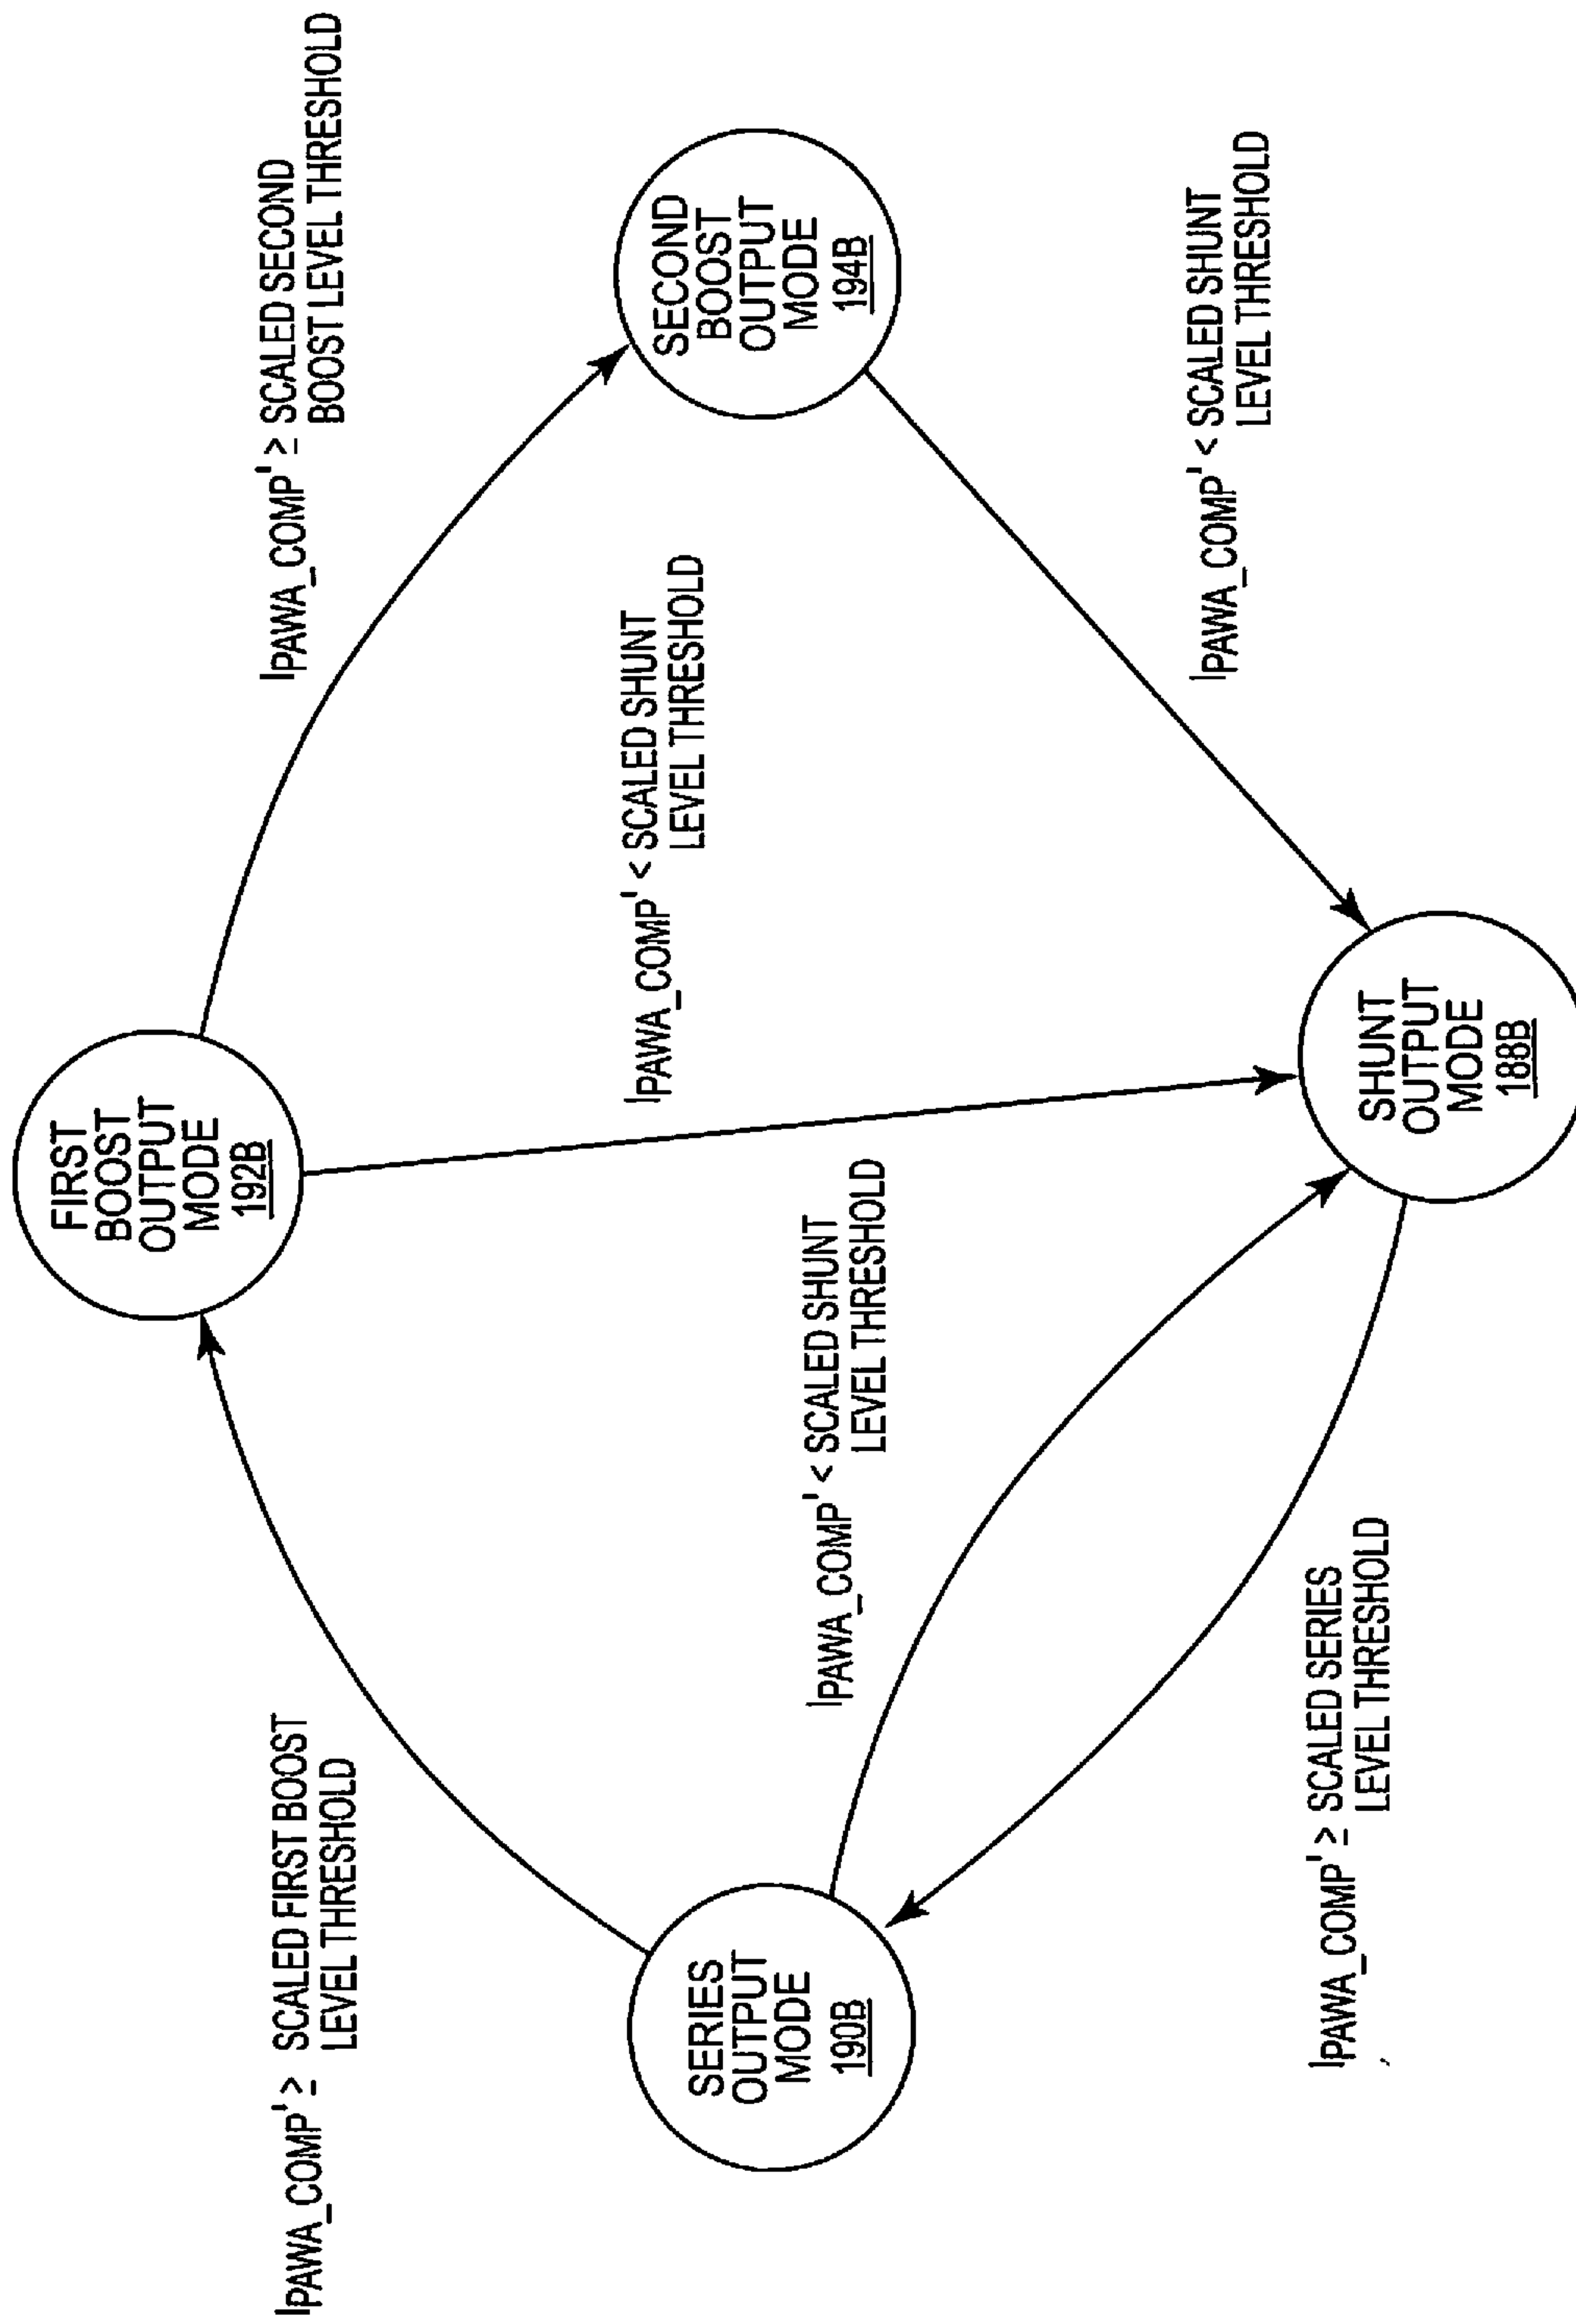 IPAWA_COMP' ≥ SCALED FIRST BOOST
LEVEL THRESHOLD
FIRST
BOOST
OUTPUT
MODE
192B
IPAWA_COMP' ≥ SCALED SECOND
BOOST LEVEL THRESHOLD
IPAWA_COMP' < SCALED SHUNT
LEVEL THRESHOLD
SERIES
OUTPUT
MODE
190B
SECOND
BOOST
OUTPUT
MODE
194B
IPAWA_COMP' < SCALED SHUNT
LEVEL THRESHOLD
IPAWA_COMP' ≥ SCALED SERIES
LEVEL THRESHOLD
SHUNT
OUTPUT
MODE
188B
IPAWA_COMP' < SCALED SHUNT
LEVEL THRESHOLD